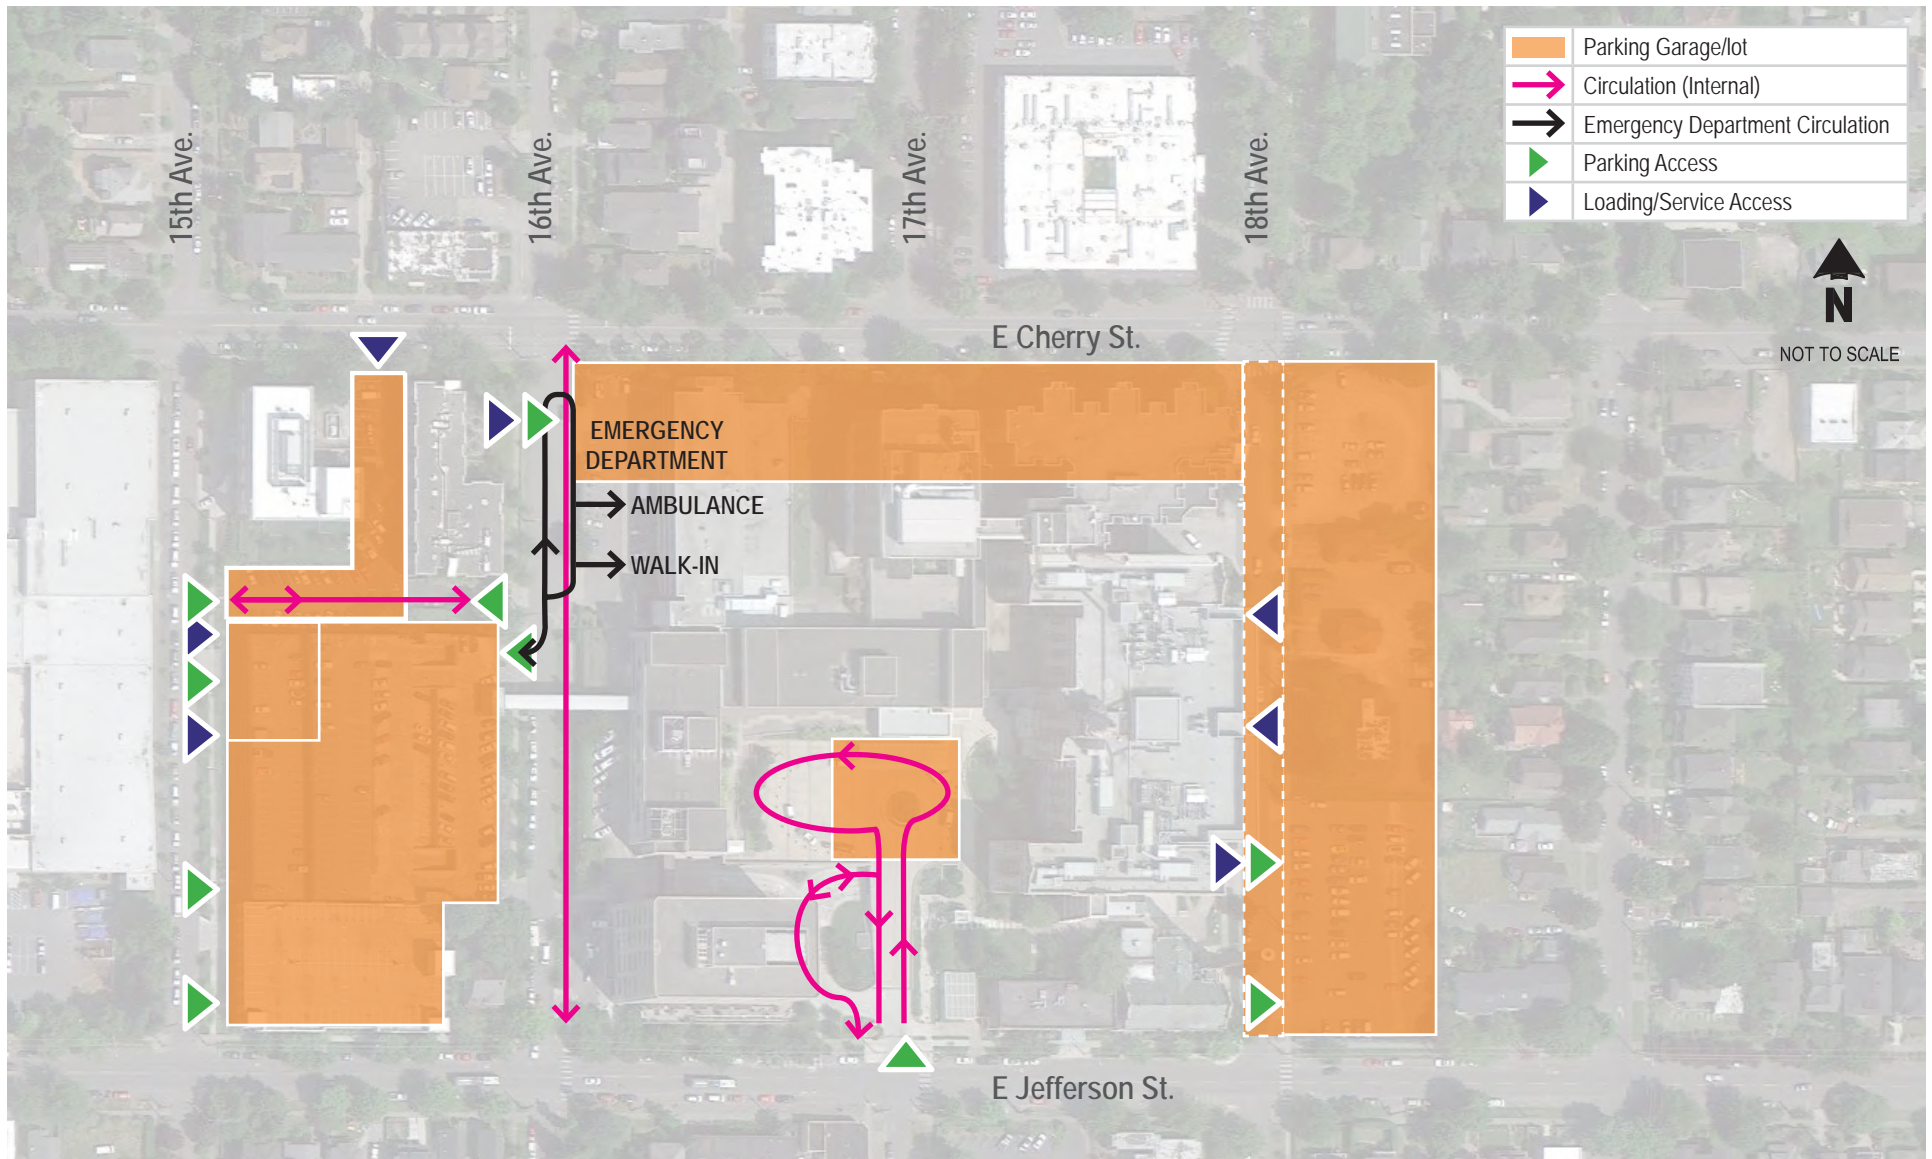 Parking Garage/lot
Circulation (Internal)
Emergency Department Circulation
Parking Access
Loading/Service Access
15th Ave.
16th Ave.
17th Ave.
18th Ave.
N
NOT TO SCALE
E Cherry St.
EMERGENCY
DEPARTMENT
AMBULANCE
WALK-IN
E Jefferson St.